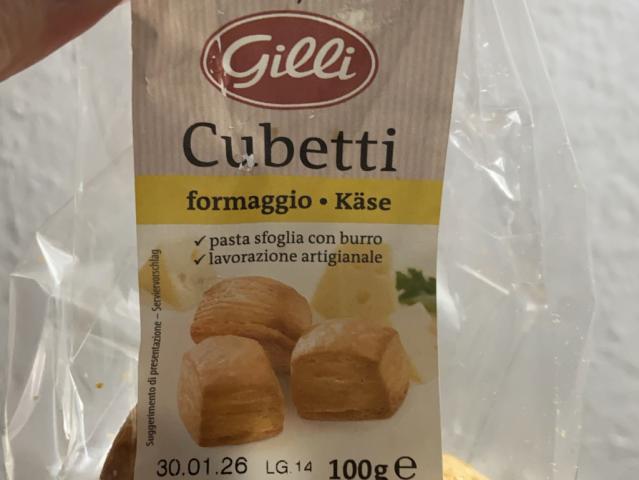 Gilli
Cubetti
formaggio • Käse
✓ pasta sfoglia con burro
✓ lavorazione artigianale
Suggerimento di presentazione – Serviervorschlag
30.01.26 LG.14 100g e